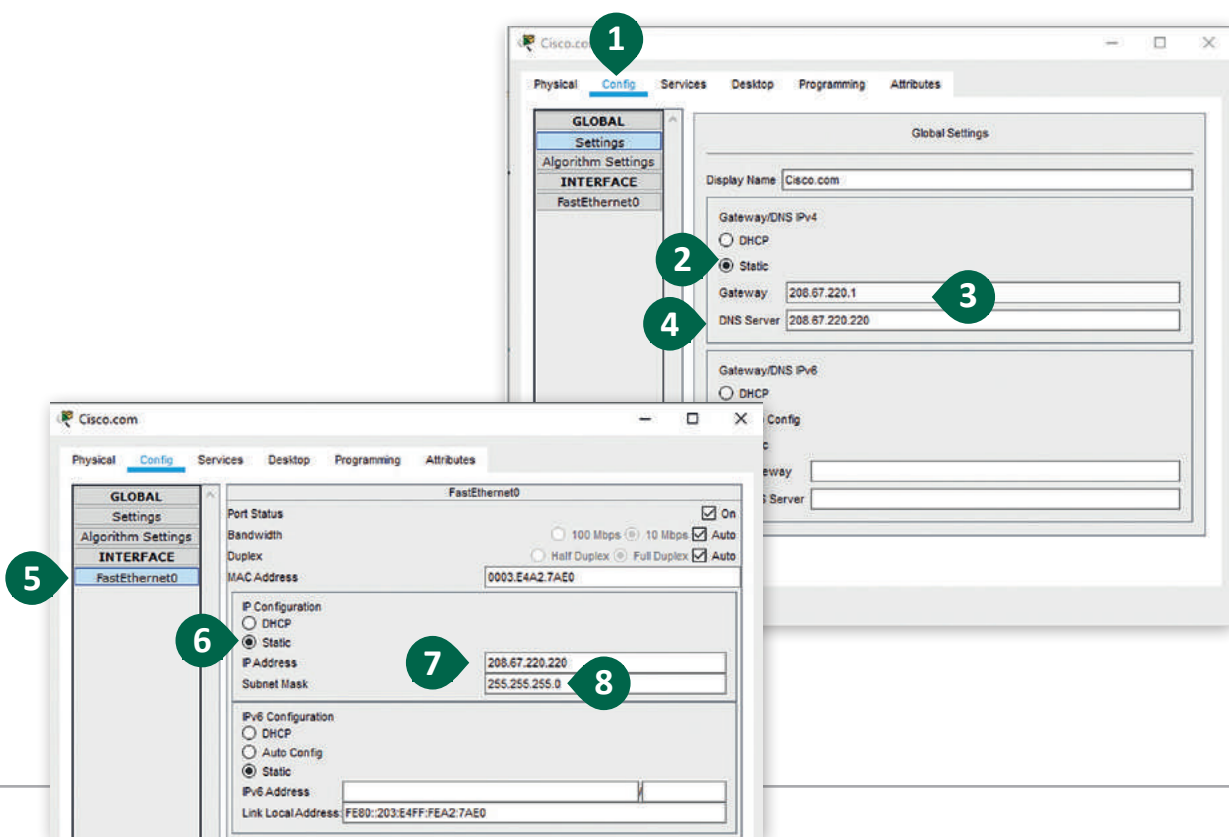 Cisco.co
1
Physical Config Services Desktop Programming Attributes
GLOBAL
Settings
Algorithm Settings
INTERFACE
FastEthernet0
Global Settings
Display Name Cisco.com
Gateway/DNS IPv4
DHCP
2
Static
Gateway 208.67.220.1
3
4
DNS Server 208.67.220.220
Gateway/DNS IPv6
DHCP
Config
c
eway
Server
Cisco.com
Physical Config Services Desktop Programming Attributes
GLOBAL
Settings
Algorithm Settings
INTERFACE
5
FastEthernet0
FastEthernet0
Port Status On
Bandwidth 100 Mbps 10 Mbps Auto
Duplex Half Duplex Full Duplex Auto
MAC Address 0003.E4A2.7AE0
IP Configuration
DHCP
6
Static
IP Address 7 208.67.220.220
Subnet Mask 255.255.255.0 8
IPv6 Configuration
DHCP
Auto Config
Static
IPv6 Address /
Link Local Address: FE80::203:E4FF:FEA2:7AE0